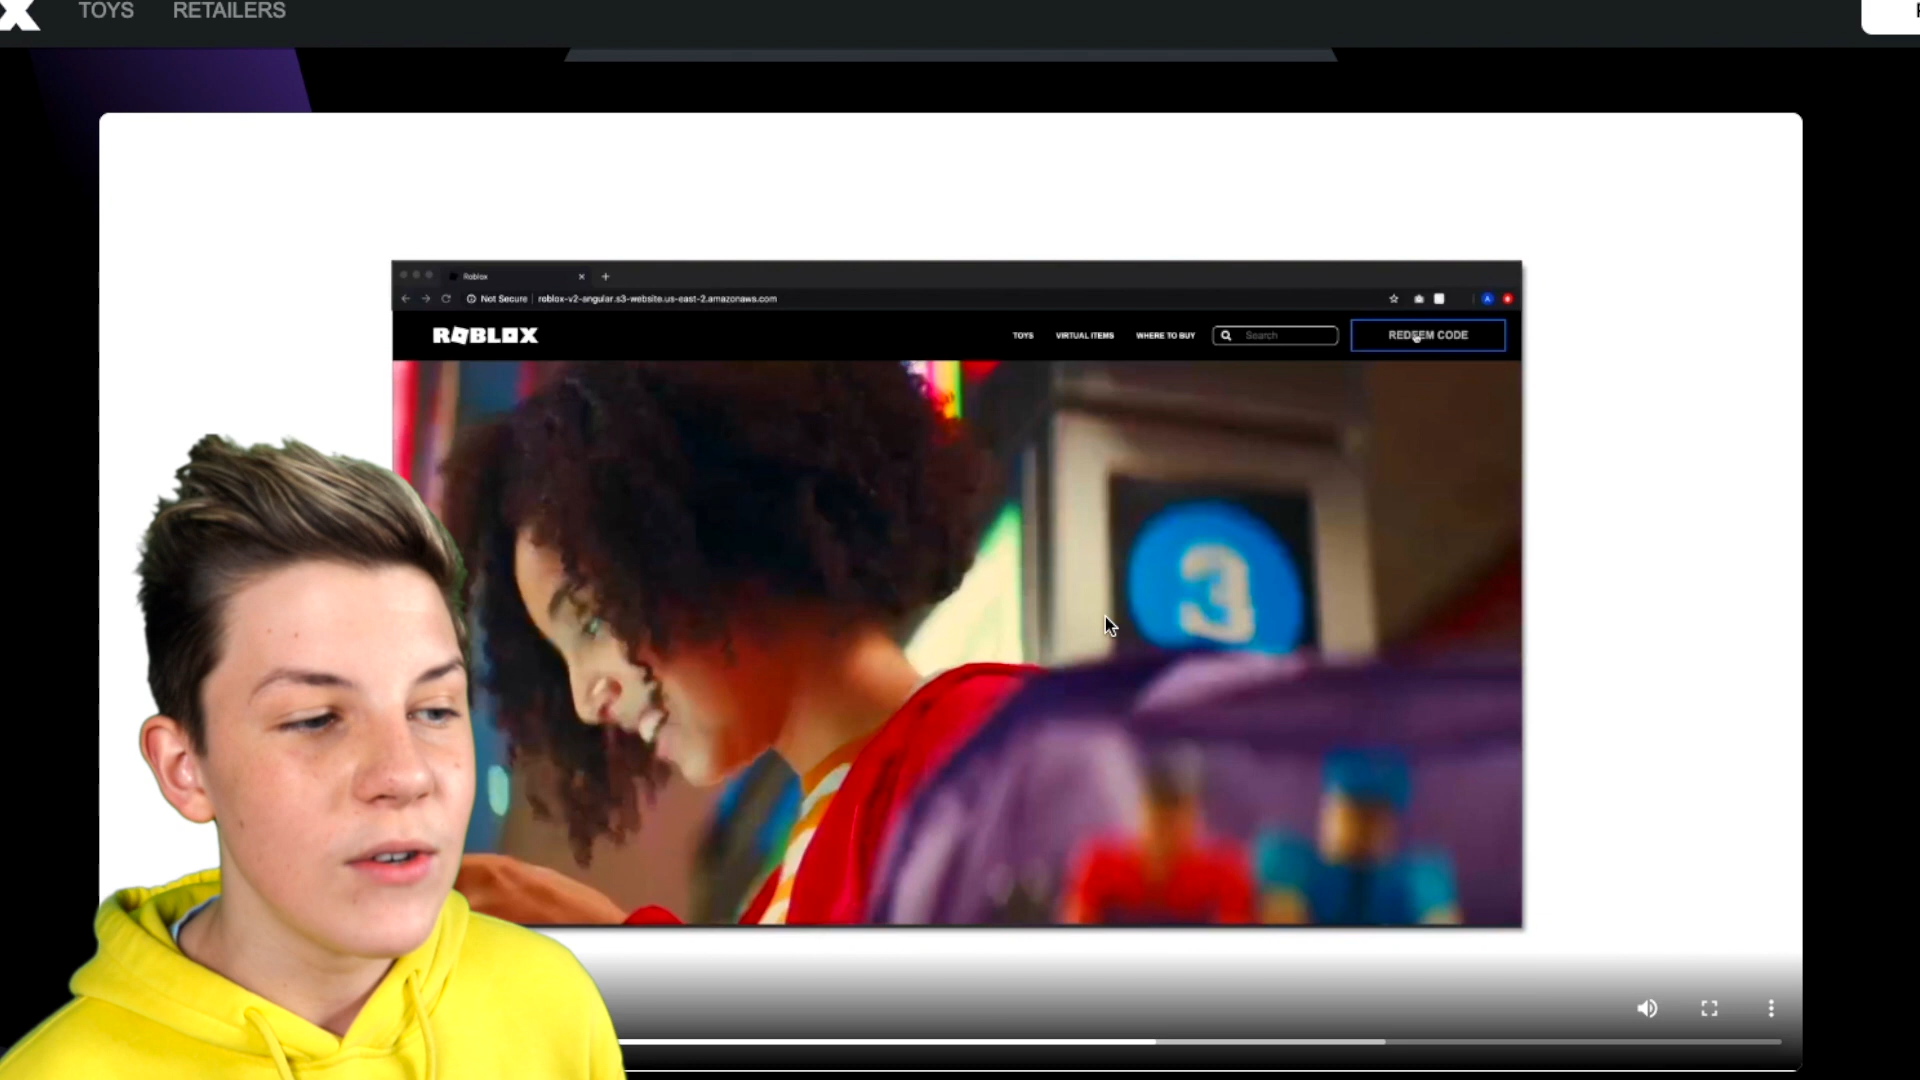 X TOYS RETAILERS
Roblox
Not Secure roblox-v2-angular.s3-website.us-east-2.amazonaws.com
ROBLOX TOYS VIRTUAL ITEMS WHERE TO BUY Search REDEEM CODE
3